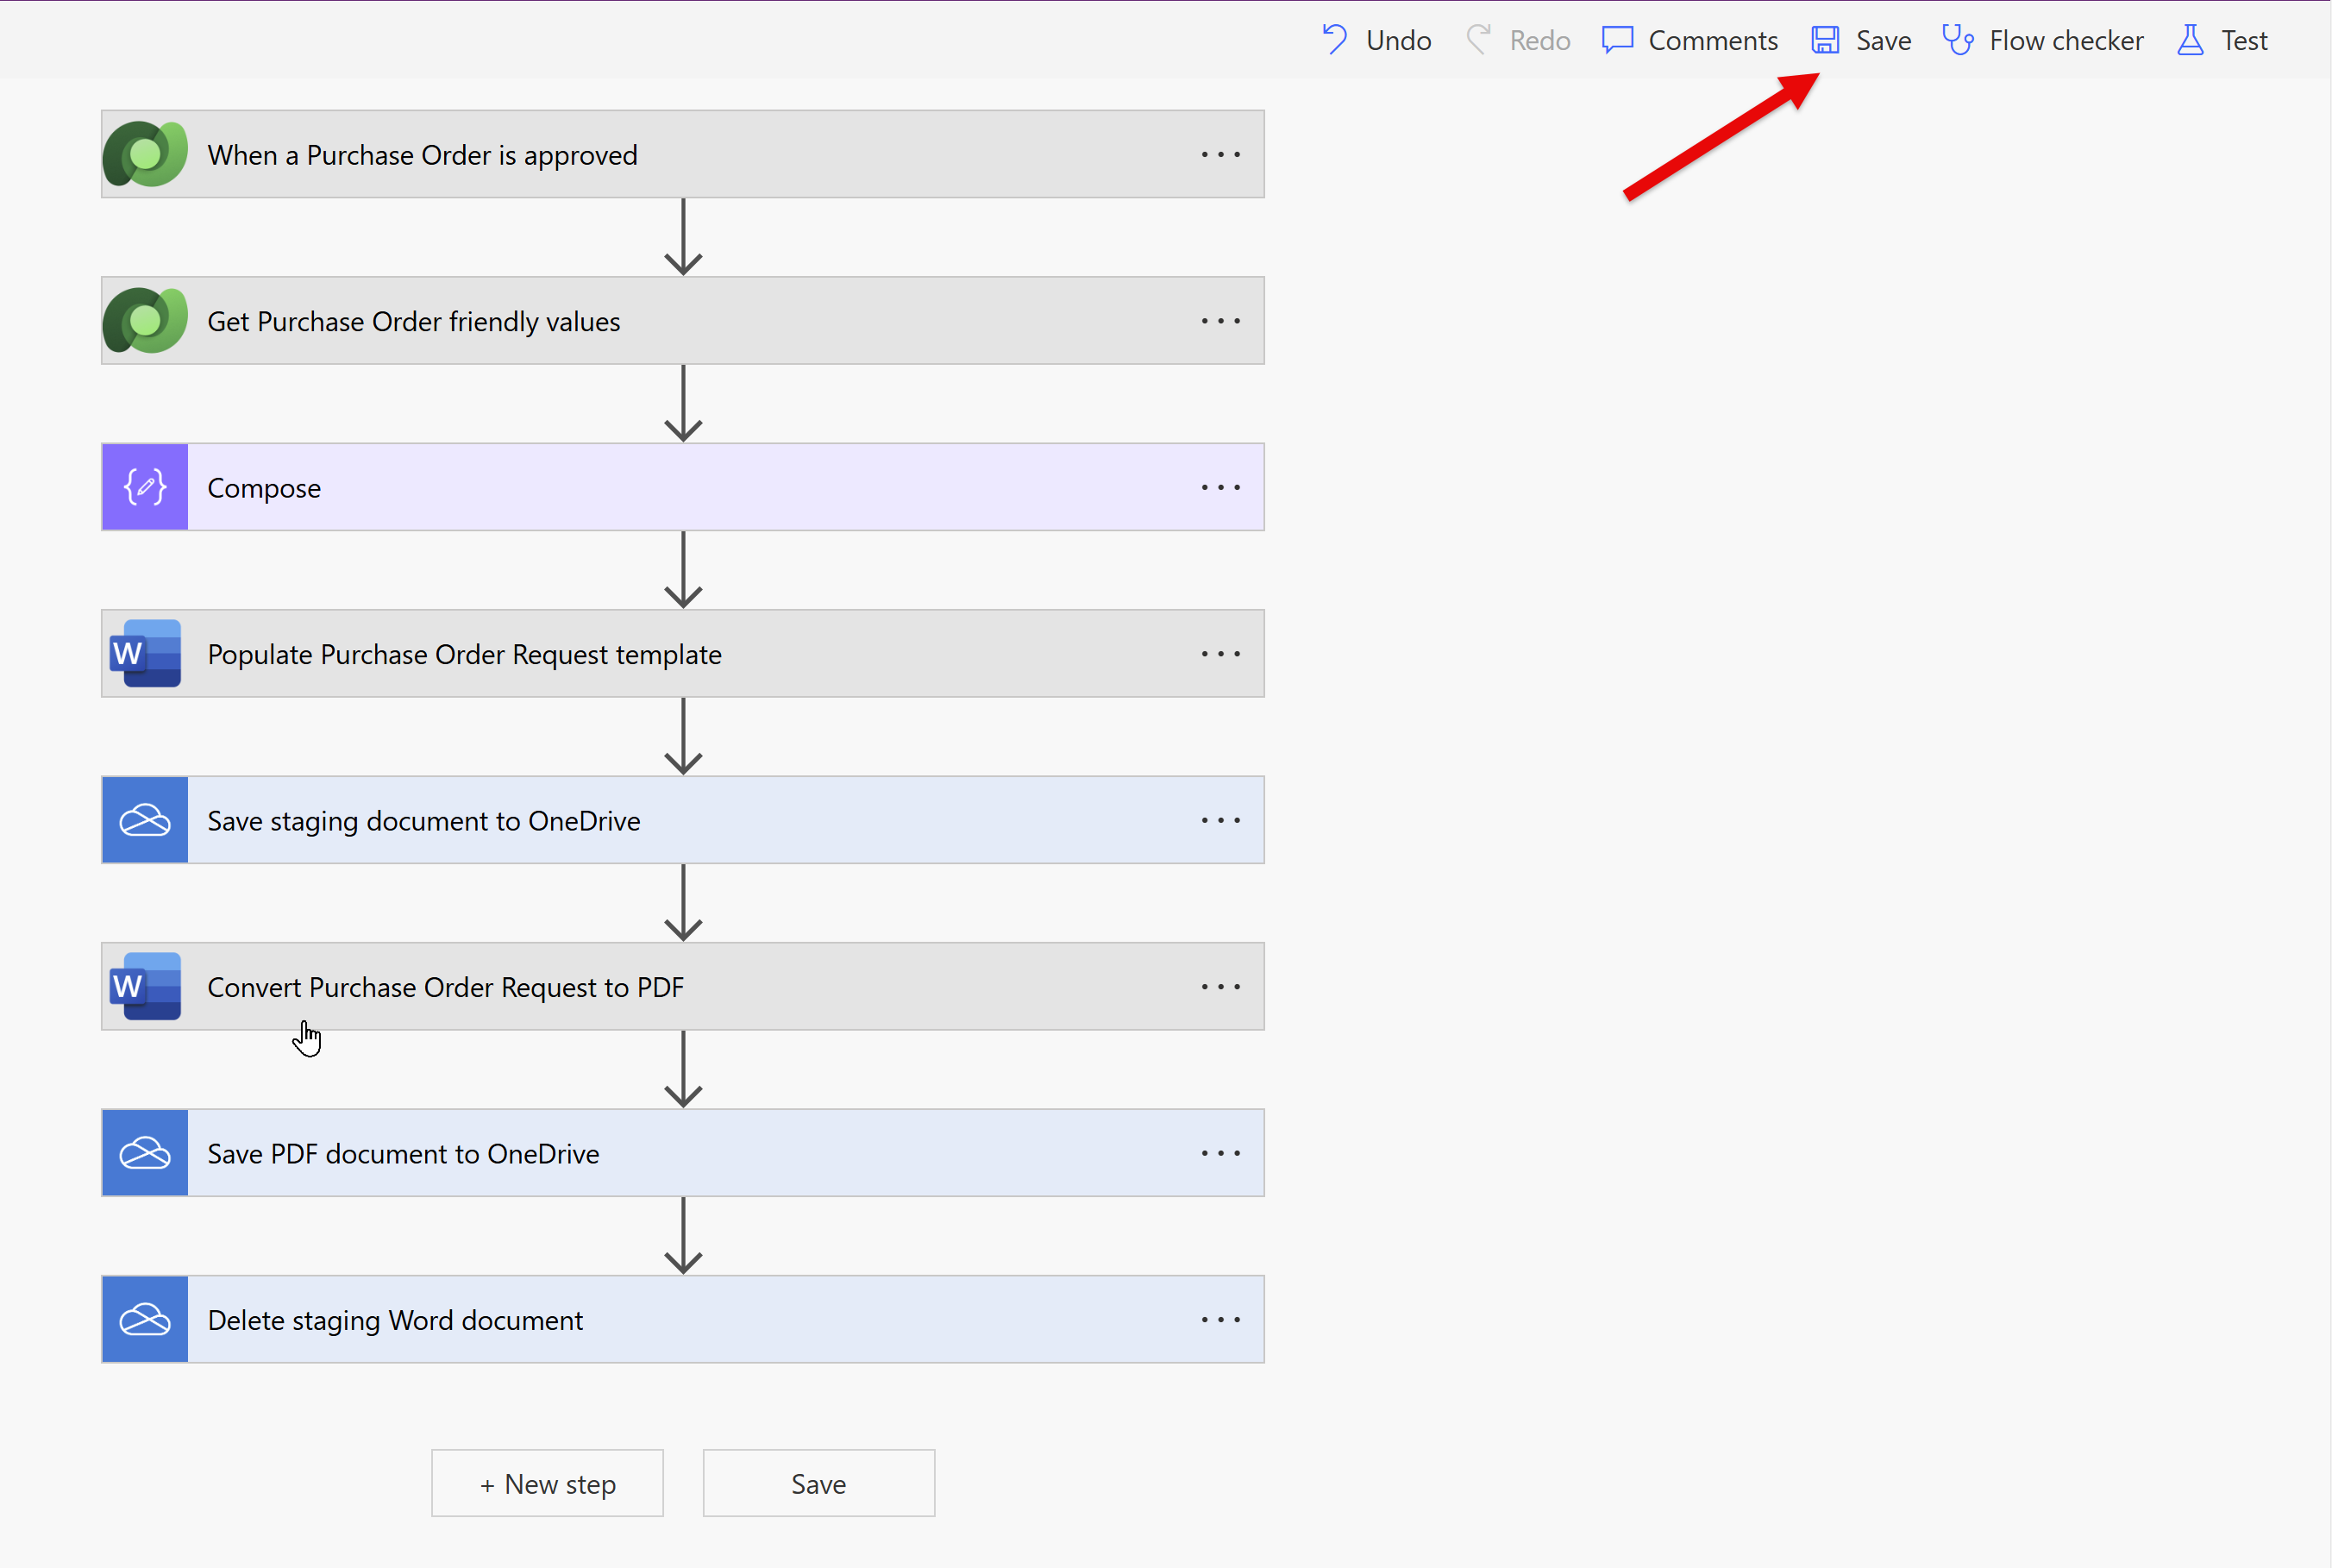 Undo Redo Comments Save Flow checker Test
When a Purchase Order is approved
Get Purchase Order friendly values
Compose
W Populate Purchase Order Request template
Save staging document to OneDrive
W Convert Purchase Order Request to PDF
Save PDF document to OneDrive
Delete staging Word document
+ New step Save